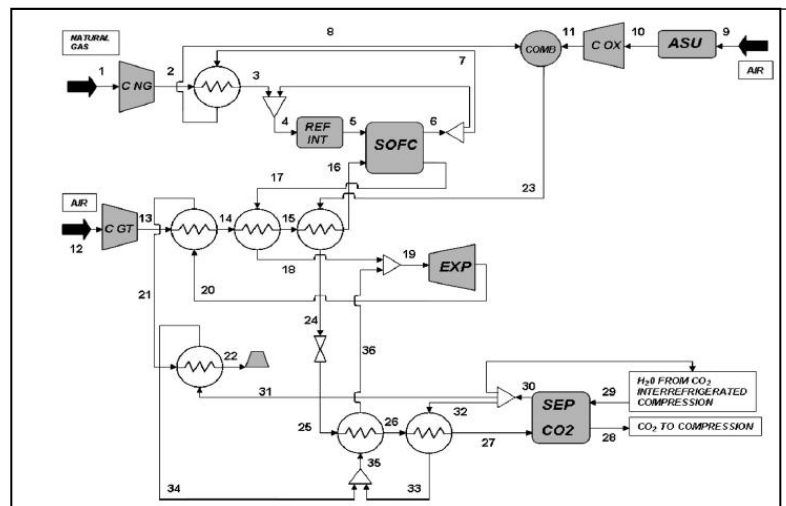 NATURAL
GAS
8
11
10
9
COMB
C OX
ASU
AIR
7
1
C NG
2
3
4
REF
INT
5
SOFC
6
16
17
23
AIR
12
13
C GT
14
15
18
19
EXP
20
21
24
36
22
31
30
32
SEP
CO2
29
H20 FROM CO2
INTERREFRIGERATED
COMPRESSION
28
CO2 TO COMPRESSION
25
26
27
35
34
33